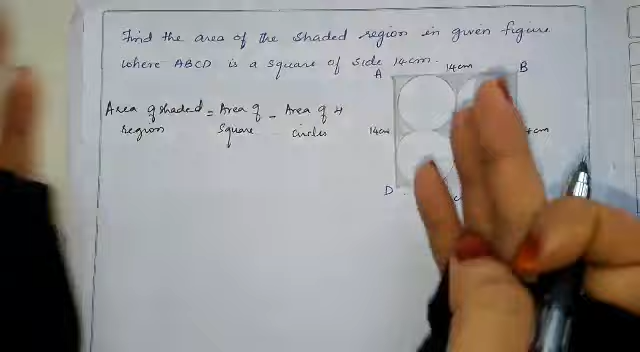 Find the area of the shaded region in given figure
where ABCD is a square of side 14cm.
A 14cm B
Area of shaded = Area of - Area of 4
region square circles
14cm cm
D